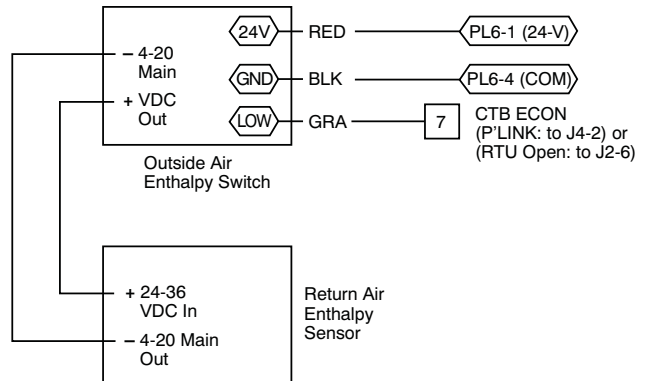 24V RED PL6-1 (24-V)
– 4-20
Main
GND BLK PL6-4 (COM)
+ VDC
Out
LOW GRA 7 CTB ECON
(P'LINK: to J4-2) or
(RTU Open: to J2-6)
Outside Air
Enthalpy Switch
+ 24-36
VDC In
– 4-20 Main
Out
Return Air
Enthalpy
Sensor